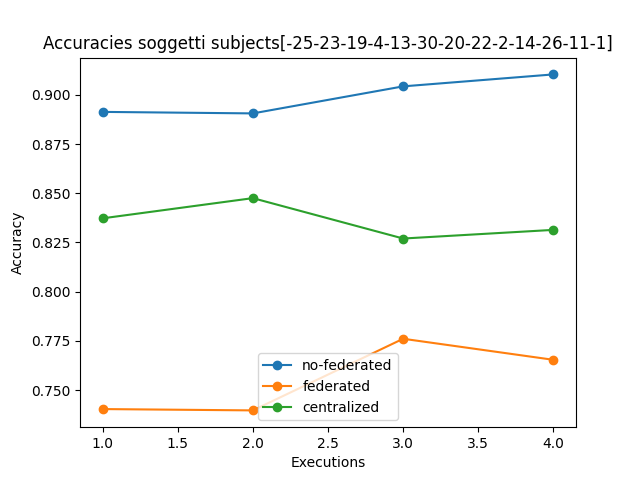 Accuracies soggetti subjects[-25-23-19-4-13-30-20-22-2-14-26-11-1]
0.900
0.875
0.850
0.825
0.800
0.775
0.750
Accuracy
no-federated
federated
centralized
1.0 1.5 2.0 2.5 3.0 3.5 4.0
Executions